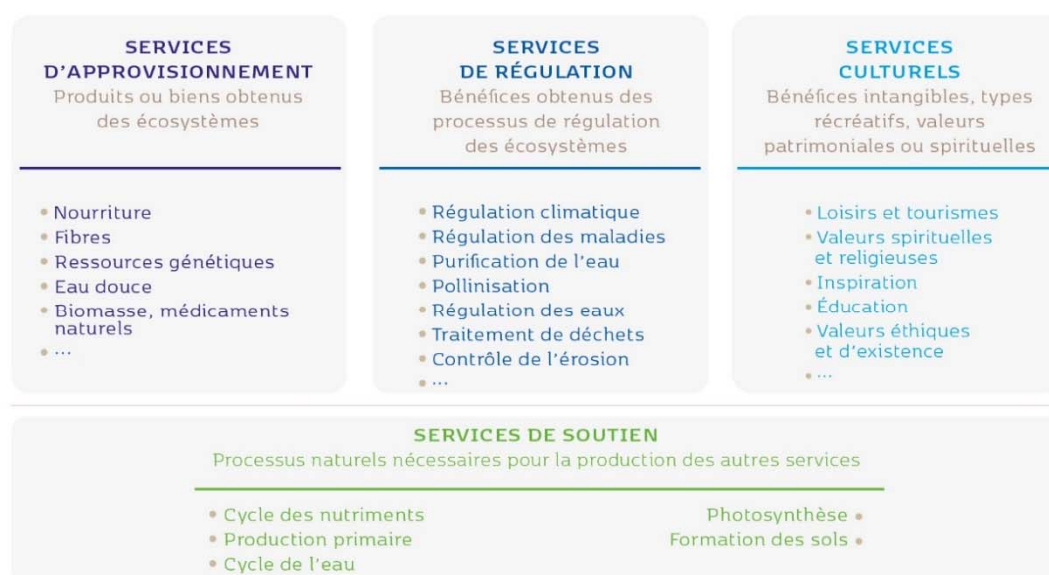 SERVICES
D'APPROVISIONNEMENT
Produits ou biens obtenus
des écosystèmes
• Nourriture
• Fibres
• Ressources génétiques
• Eau douce
• Biomasse, médicaments
naturels
• ...
SERVICES
DE RÉGULATION
Bénéfices obtenus des
processus de régulation
des écosystèmes
• Régulation climatique
• Régulation des maladies
• Purification de l'eau
• Pollinisation
• Régulation des eaux
• Traitement de déchets
• Contrôle de l'érosion
• ...
SERVICES
CULTURELS
Bénéfices intangibles, types
récréatifs, valeurs
patrimoniales ou spirituelles
• Loisirs et tourismes
• Valeurs spirituelles
et religieuses
• Inspiration
• Éducation
• Valeurs éthiques
et d'existence
• ...
SERVICES DE SOUTIEN
Processus naturels nécessaires pour la production des autres services
• Cycle des nutriments
• Production primaire
• Cycle de l'eau
Photosynthèse •
Formation des sols •